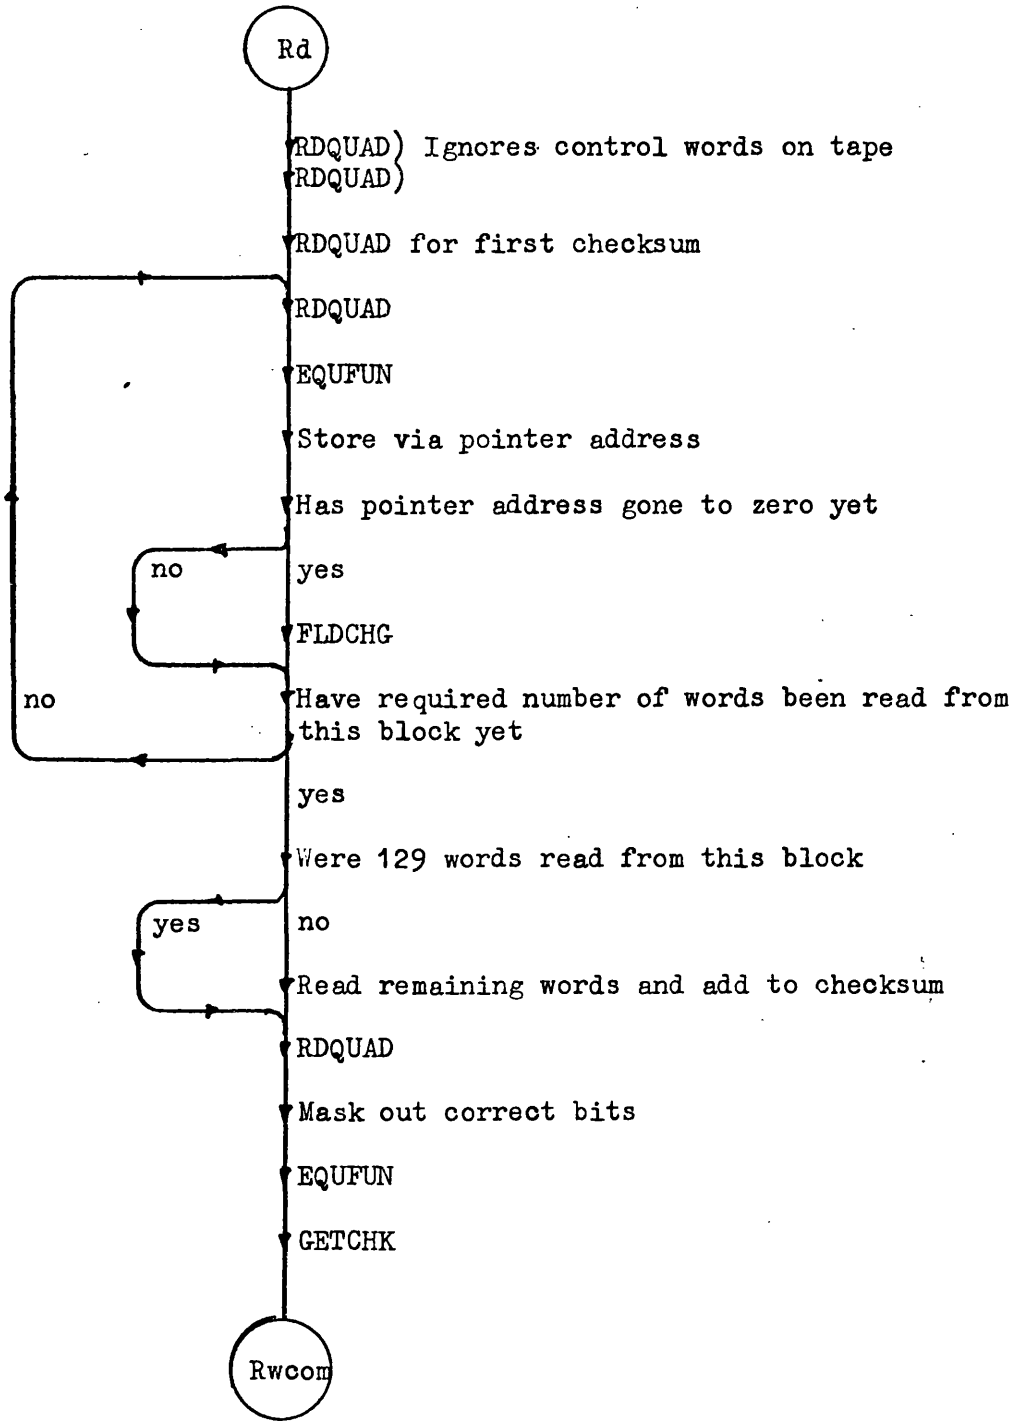 Rd
RDQUAD) Ignores control words on tape
RDQUAD)
RDQUAD for first checksum
RDQUAD
EQUFUN
Store via pointer address
Has pointer address gone to zero yet
no yes
FLDCHG
no Have required number of words been read from
this block yet
yes
Were 129 words read from this block
yes no
Read remaining words and add to checksum
RDQUAD
Mask out correct bits
EQUFUN
GETCHK
Rwcom